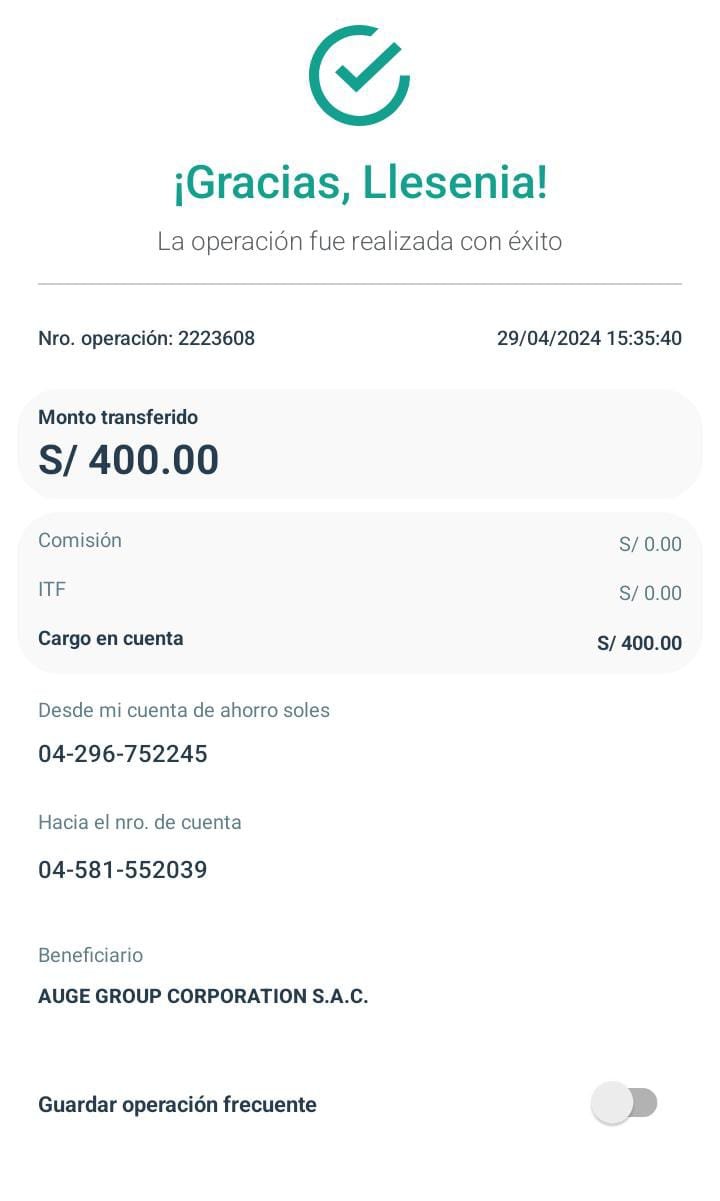 ¡Gracias, Llesenia!
La operación fue realizada con éxito
Nro. operación: 2223608 29/04/2024 15:35:40
Monto transferido
S/ 400.00
Comisión S/ 0.00
ITF S/ 0.00
Cargo en cuenta S/ 400.00
Desde mi cuenta de ahorro soles
04-296-752245
Hacia el nro. de cuenta
04-581-552039
Beneficiario
AUGE GROUP CORPORATION S.A.C.
Guardar operación frecuente